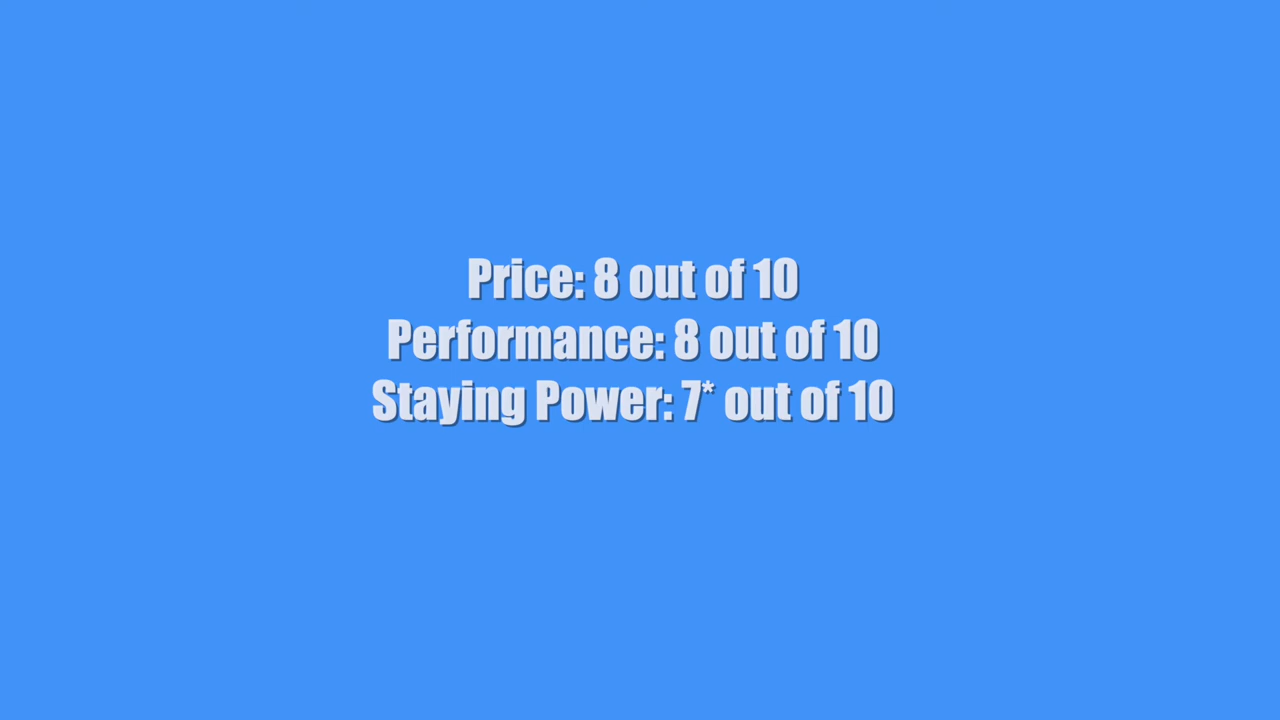 Price: 8 out of 10
Performance: 8 out of 10
Staying Power: 7* out of 10